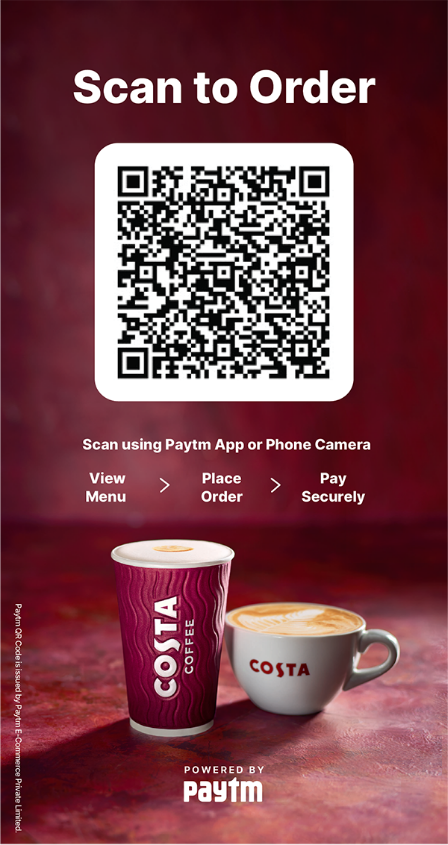 Scan to Order
Scan using Paytm App or Phone Camera
View
Menu
Place
Order
Pay
Securely
COSTA
COFFEE
COSTA
Paytm QR Code is issued by Paytm E-Commerce Private Limited.
POWERED BY
paytm